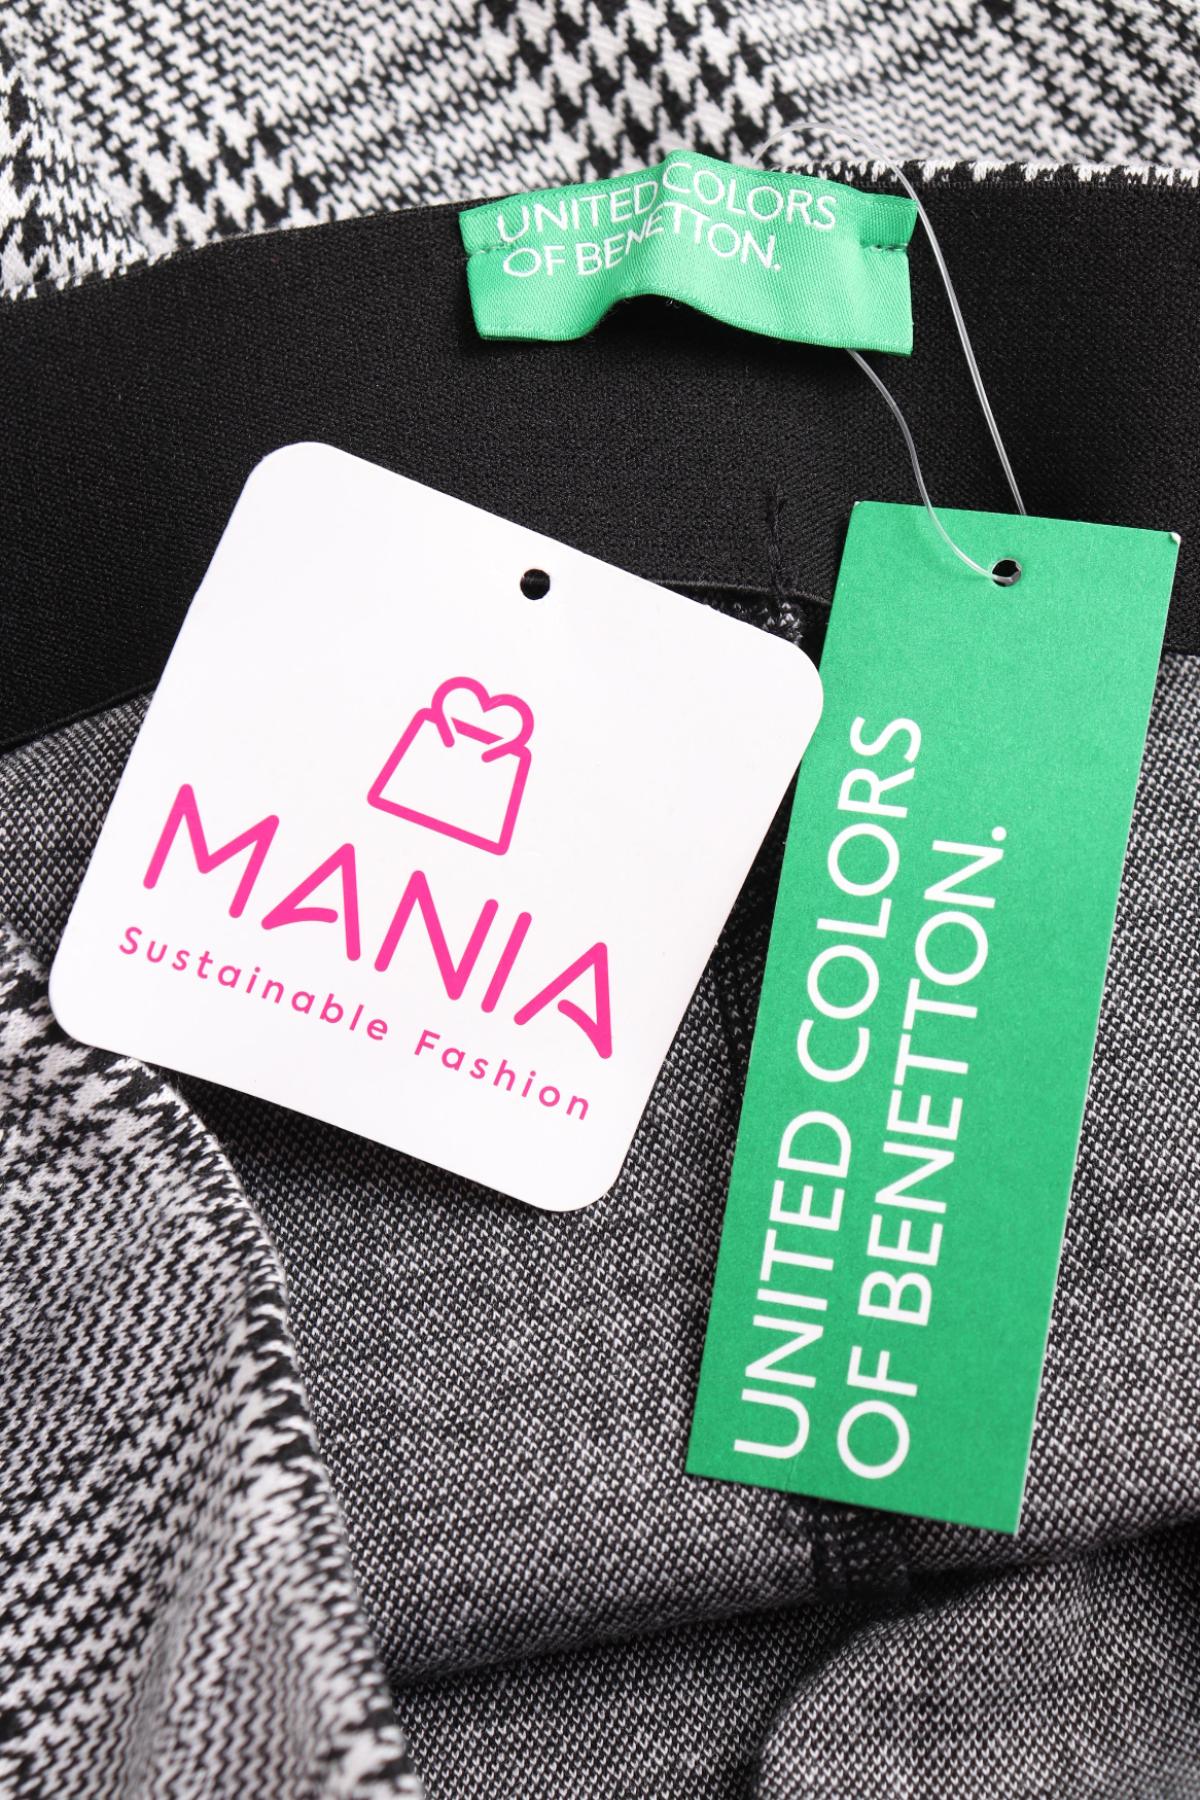 UNITED COLORS
OF BENETTON.
MANIA
Sustainable Fashion
UNITED COLORS
OF BENETTON.